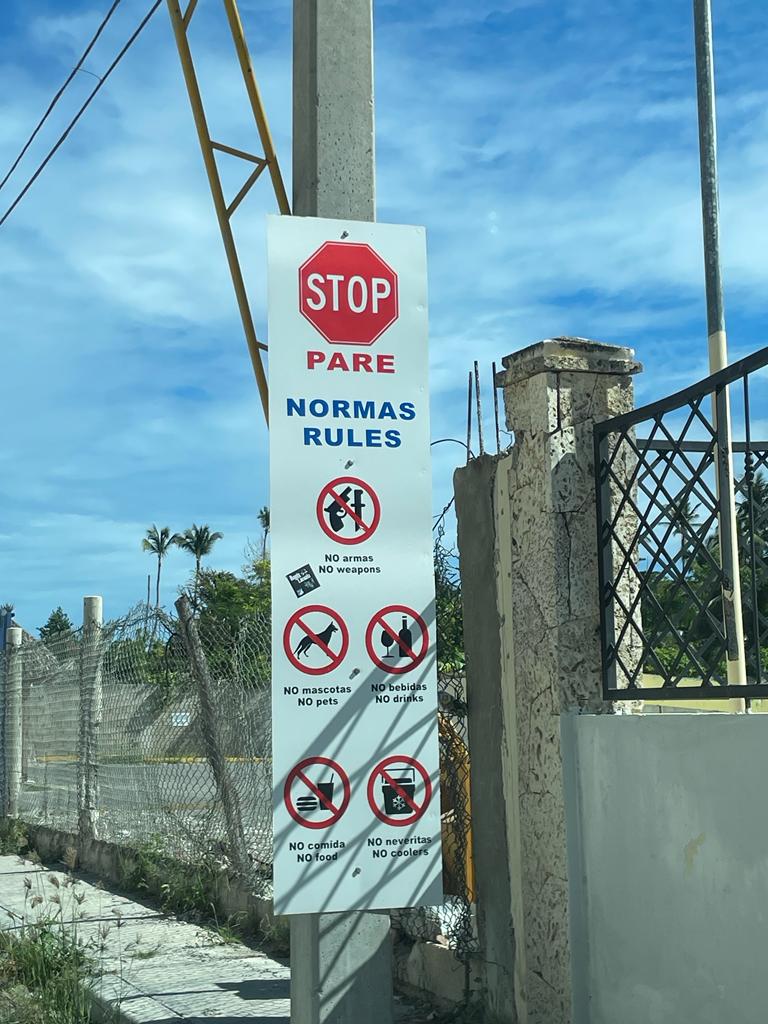 STOP
PARE
NORMAS
RULES
NO armas
NO weapons
NO mascotas
NO pets
NO bebidas
NO drinks
NO comida
NO food
NO neveritas
NO coolers